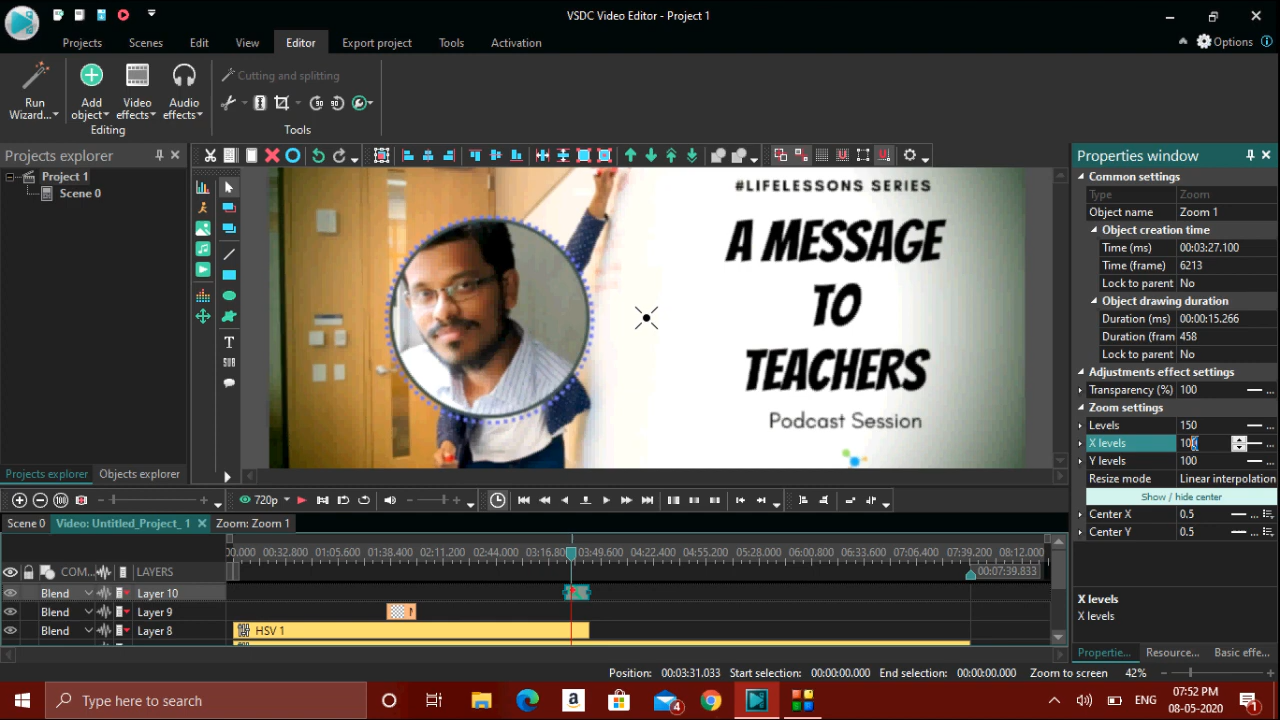 VSDC Video Editor - Project 1
Projects
Scenes
Edit
View
Editor
Export project
Tools
Activation
Options
Run
Wizard...
Add
object
Video
effects
Audio
effects
Editing
Cutting and splitting
Tools
Projects explorer
Project 1
Scene 0
#LIFELESSONS SERIES
A MESSAGE
TO
TEACHERS
Podcast Session
Properties window
Common settings
Type Zoom
Object name Zoom 1
Object creation time
Time (ms) 00:03:27.100
Time (frame) 6213
Lock to parent No
Object drawing duration
Duration (ms) 00:00:15.266
Duration (fram 458
Lock to parent No
Adjustments effect settings
Transparency (%) 100
Zoom settings
Levels 150
X levels 100
Y levels 100
Resize mode Linear interpolation
Show / hide center
Center X 0.5
Center Y 0.5
Projects explorer Objects explorer
720p
Scene 0 Video: Untitled_Project_ 1 Zoom: Zoom 1
00.000 00:32.800 01:05.600 01:38.400 02:11.200 02:44.000 03:16.800 03:49.600 04:22.400 04:55.200 05:28.000 06:00.800 06:33.600 07:06.400 07:39.200 08:12.000
COM... LAYERS
00:07:39.833
Blend Layer 10
Blend Layer 9
Blend Layer 8
HSV 1
X levels
X levels
Propertie... Resource... Basic effe...
Position: 00:03:31.033 Start selection: 00:00:00.000 End selection: 00:00:00.000 Zoom to screen 42%
Type here to search
4
ENG
07:52 PM
08-05-2020
1